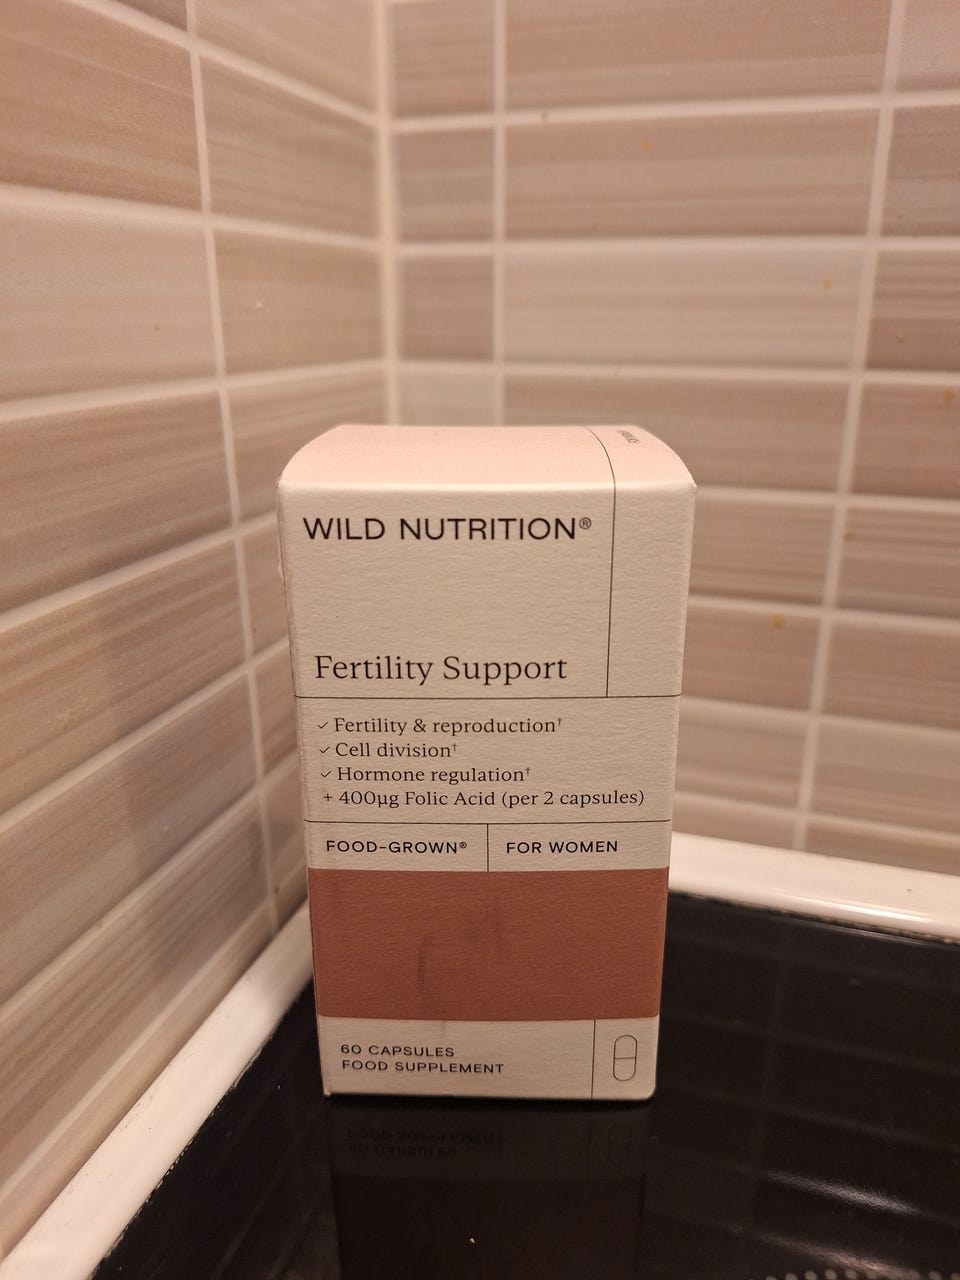 WILD NUTRITION®
Fertility Support
✓ Fertility & reproduction†
✓ Cell division†
✓ Hormone regulation†
+ 400µg Folic Acid (per 2 capsules)
FOOD-GROWN®
FOR WOMEN
60 CAPSULES
FOOD SUPPLEMENT